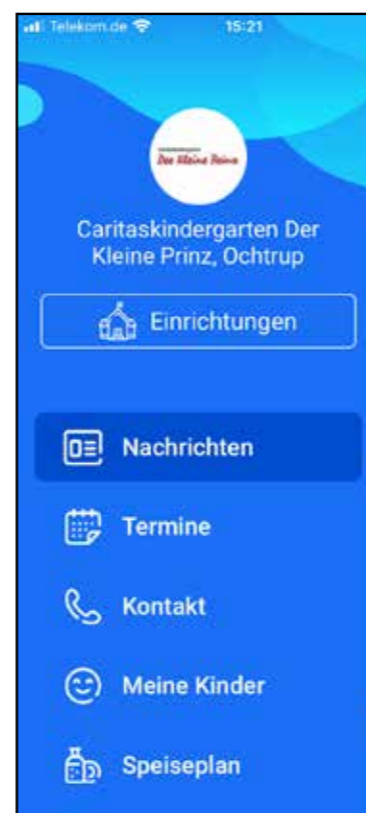 Telekom.de 15:21
Der Kleine Prinz
Caritaskindergarten Der
Kleine Prinz, Ochtrup
Einrichtungen
Nachrichten
Termine
Kontakt
Meine Kinder
Speiseplan